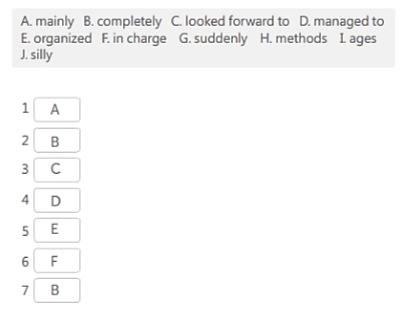 A. mainly B. completely C. looked forward to D. managed to
E. organized F. in charge G. suddenly H. methods I. ages
J. silly
1 A
2 B
3 C
4 D
5 E
6 F
7 B